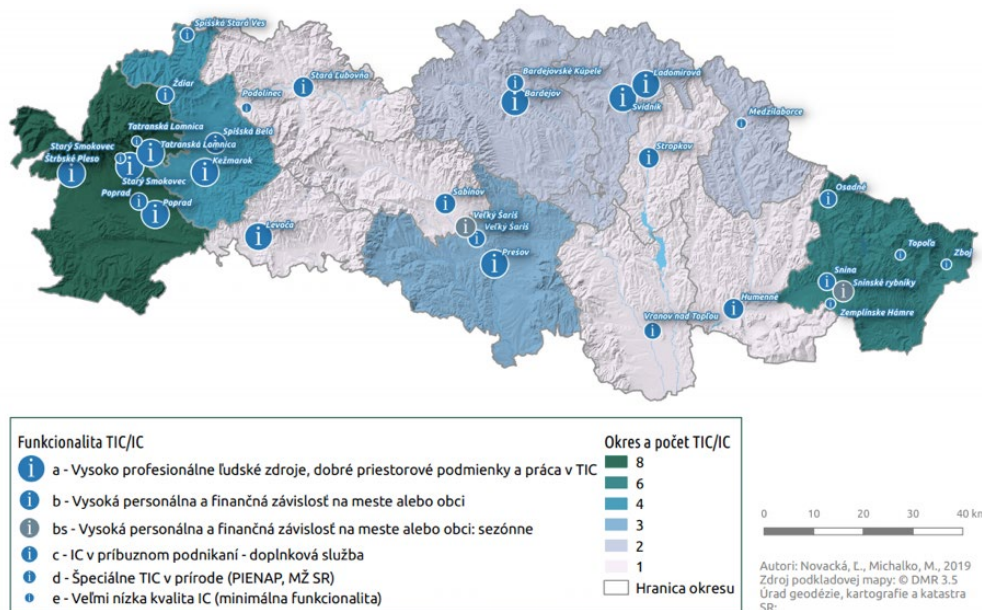 Spišská Stará Ves
Ždiar
Podolínec
Stará Ľubovňa
Bardejovské Kúpele
Bardejov
Ladomirová
Svidník
Medzilaborce
Tatranská Lomnica
Spišská Belá
Starý Smokovec
Tatranská Lomnica
Štrbské Pleso
Kežmarok
Starý Smokovec
Stropkov
Poprad
Poprad
Sabinov
Osadné
Veľký Šariš
Veľký Šariš
Levoča
Prešov
Topoľa
Zboj
Snina
Sninské rybníky
Humenné
Zemplínske Hámre
Vranov nad Topľou
Funkcionalita TIC/IC
a - Vysoko profesionálne ľudské zdroje, dobré priestorové podmienky a práca v TIC
b - Vysoká personálna a finančná závislosť na meste alebo obci
bs - Vysoká personálna a finančná závislosť na meste alebo obci: sezónne
c - IC v príbuznom podnikaní - doplnková služba
d - Špeciálne TIC v prírode (PIENAP, MŽ SR)
e - Veľmi nízka kvalita IC (minimálna funkcionalita)
Okres a počet TIC/IC
8
6
4
3
2
1
Hranica okresu
0 10 20 30 40 km
Autori: Novacká, Ľ., Michalko, M., 2019
Zdroj podkladovej mapy: © DMR 3.5
Úrad geodézie, kartografie a katastra
SR;